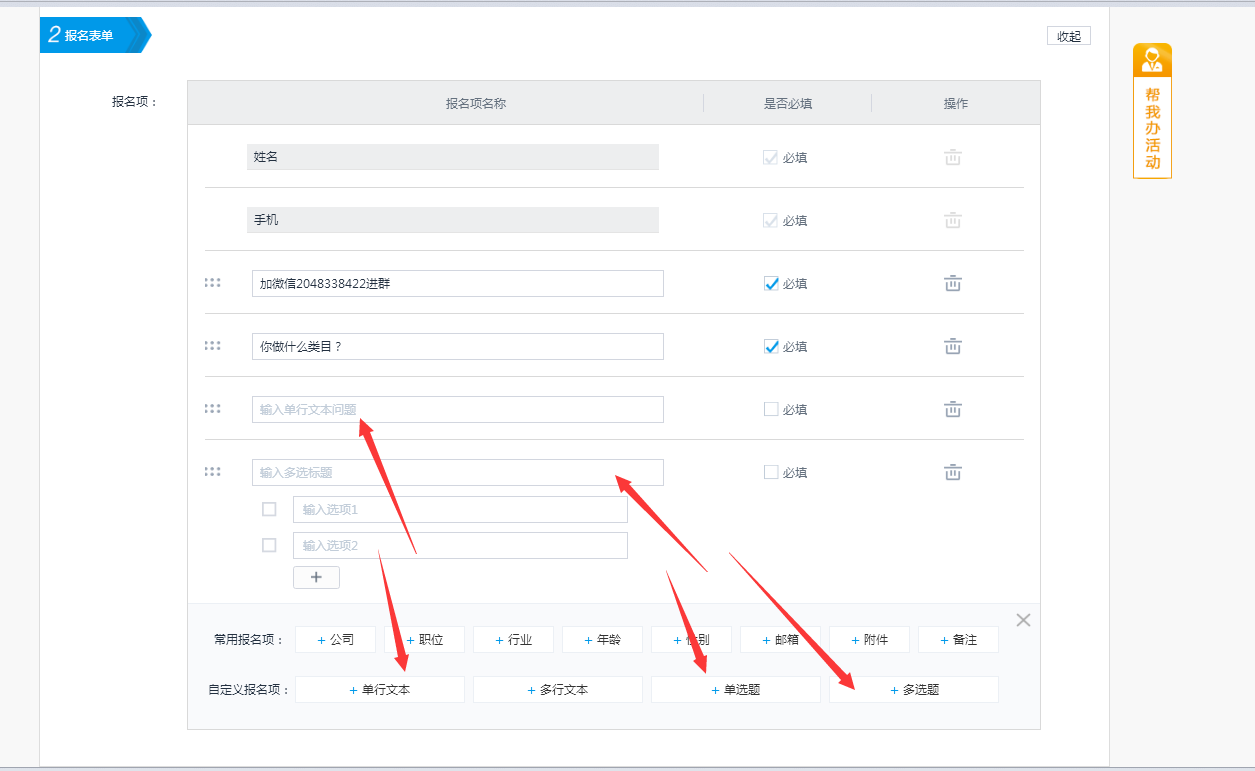 2 报名表单
收起
报名项：
报名项名称 是否必填 操作
姓名 必填
手机 必填
加微信2048338422进群 必填
你做什么类目？ 必填
输入单行文本问题 必填
输入多选标题 必填
输入选项1
输入选项2
+
常用报名项： + 公司 + 职位 + 行业 + 年龄 + 性别 + 邮箱 + 附件 + 备注
自定义报名项： + 单行文本 + 多行文本 + 单选题 + 多选题
帮我办活动